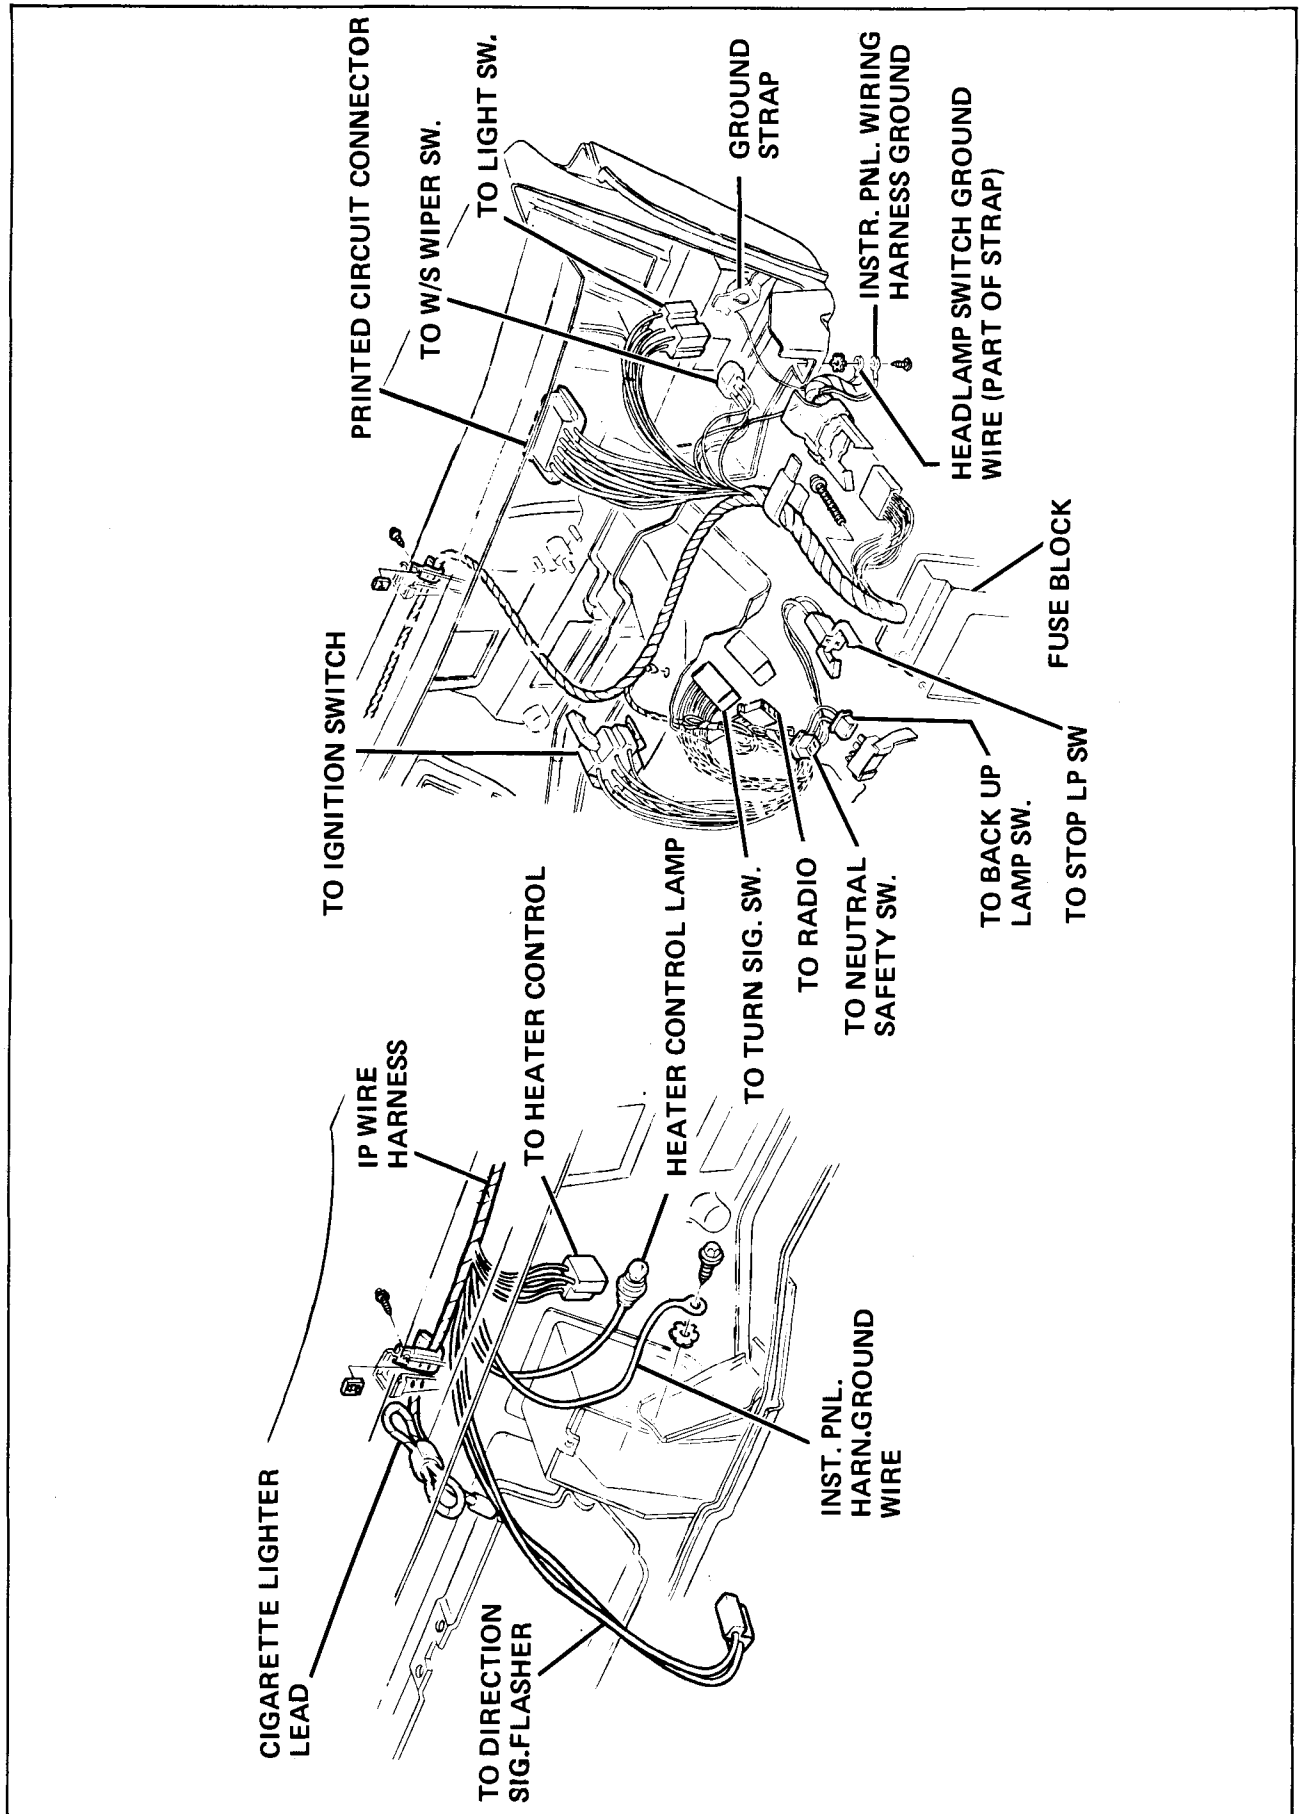 CIGARETTE LIGHTER
LEAD
IP WIRE
HARNESS
TO HEATER CONTROL
HEATER CONTROL LAMP
INST. PNL.
HARN.GROUND
WIRE
TO DIRECTION
SIG.FLASHER
TO IGNITION SWITCH
PRINTED CIRCUIT CONNECTOR
TO W/S WIPER SW.
TO LIGHT SW.
GROUND
STRAP
INSTR. PNL. WIRING
HARNESS GROUND
HEADLAMP SWITCH GROUND
WIRE (PART OF STRAP)
FUSE BLOCK
TO STOP LP SW
TO BACK UP
LAMP SW.
TO NEUTRAL
SAFETY SW.
TO RADIO
TO TURN SIG. SW.